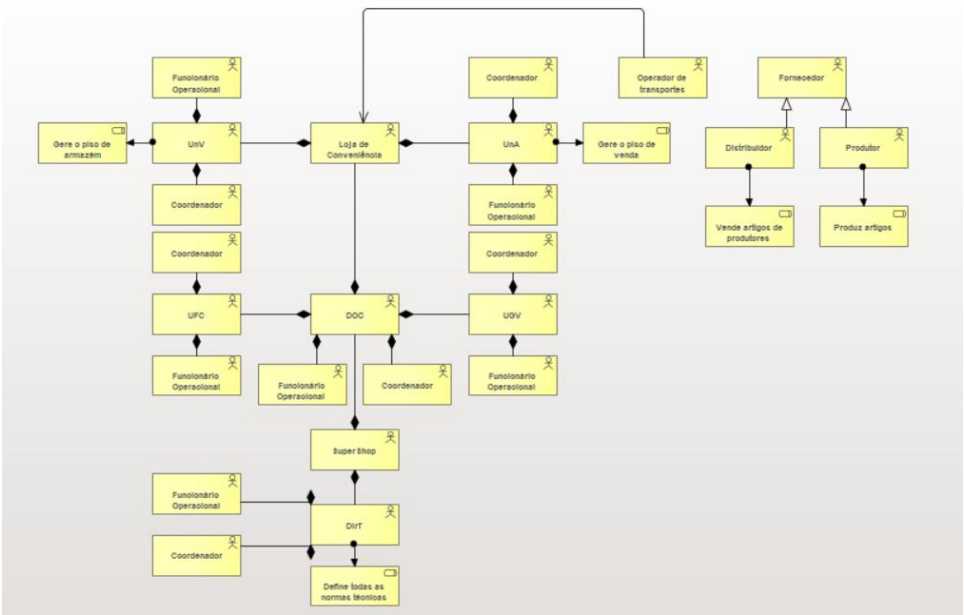 Funcionário
Operacional
Coordenador
Operador de
transportes
Fornecedor
Gere o piso de
armazém
UnV
Loja de
Conveniência
UnA
Gere o piso de
venda
Distribuidor
Produtor
Coordenador
Funcionário
Operacional
Vende artigos de
produtores
Produz artigos
Coordenador
Coordenador
UFC
DOC
UGV
Funcionário
Operacional
Funcionário
Operacional
Coordenador
Funcionário
Operacional
Super Shop
Funcionário
Operacional
DirT
Coordenador
Define todas as
normas técnicas